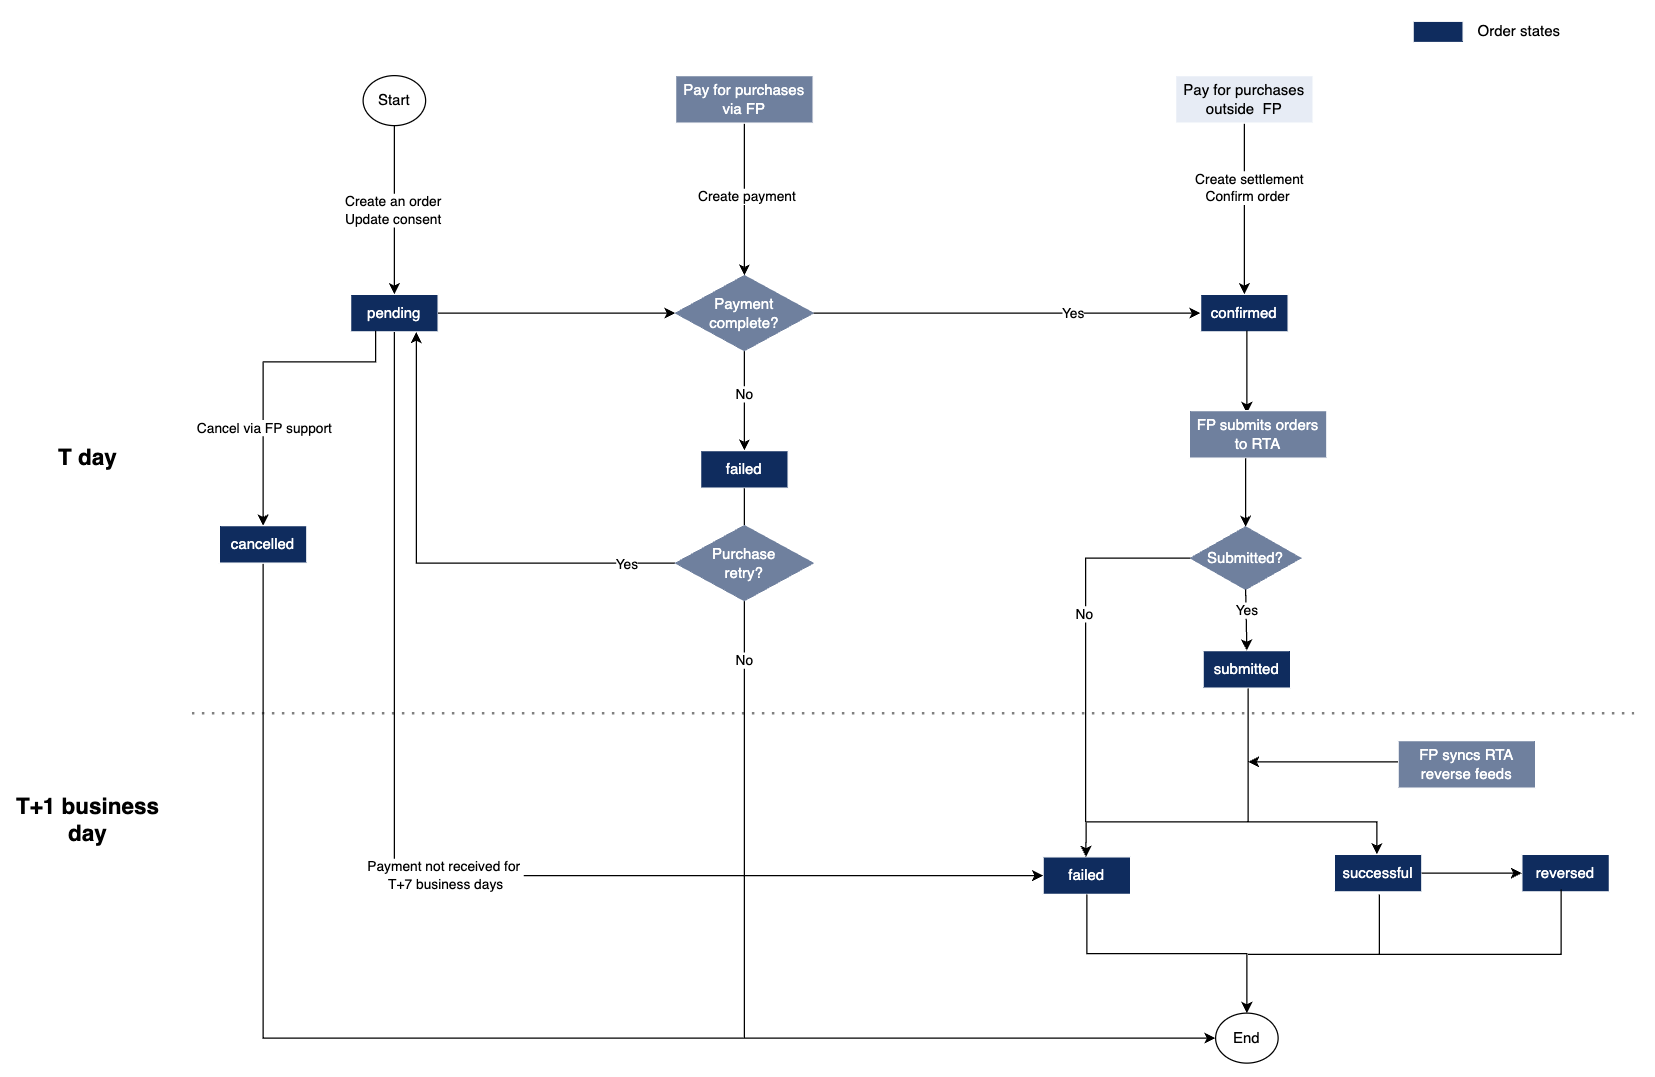 Order states
Start
Pay for purchases
via FP
Pay for purchases
outside FP
Create an order
Update consent
Create payment
Create settlement
Confirm order
pending
Payment
complete?
Yes
confirmed
No
Cancel via FP support
FP submits orders
to RTA
T day
failed
cancelled
Purchase
retry?
Yes
Submitted?
No
Yes
No
submitted
FP syncs RTA
reverse feeds
T+1 business
day
Payment not received for
T+7 business days
failed
successful
reversed
End